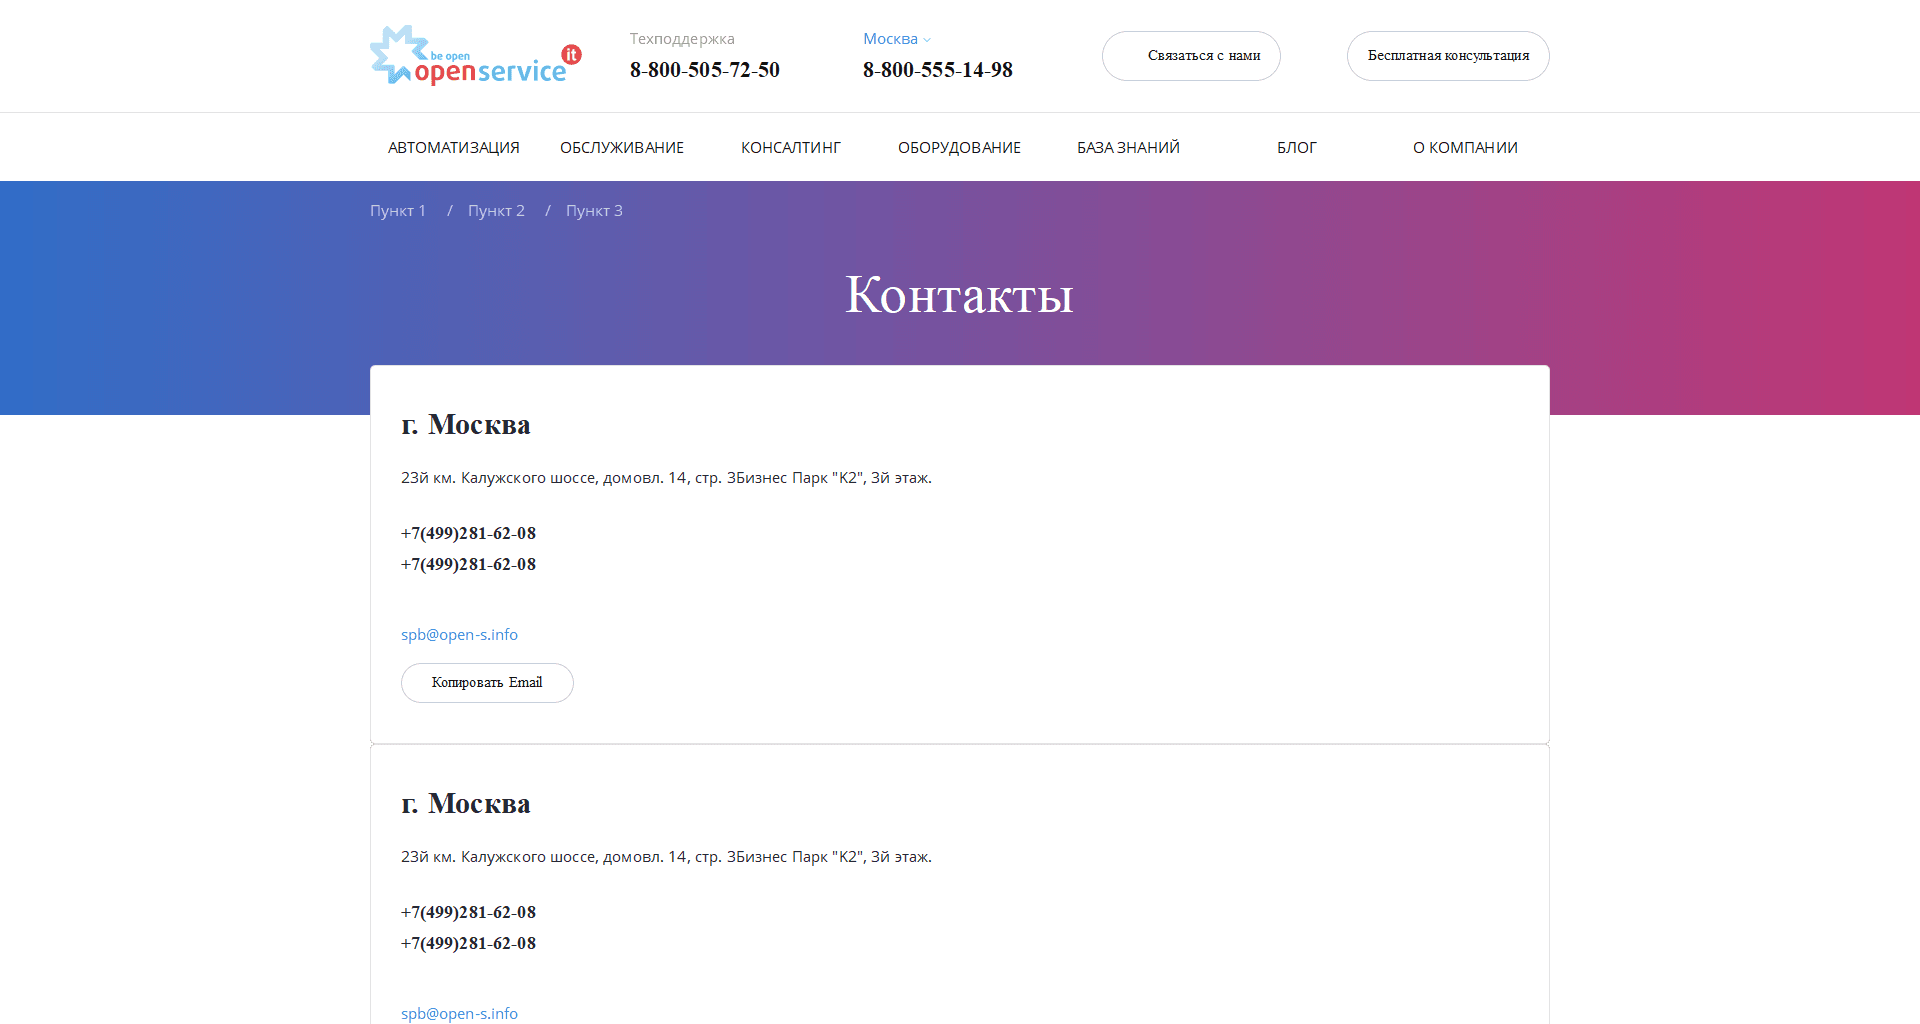 be open
openservice it
Техподдержка
8-800-505-72-50
Москва
8-800-555-14-98
Связаться с нами
Бесплатная консультация
АВТОМАТИЗАЦИЯ ОБСЛУЖИВАНИЕ КОНСАЛТИНГ ОБОРУДОВАНИЕ БАЗА ЗНАНИЙ БЛОГ О КОМПАНИИ
Пункт 1 / Пункт 2 / Пункт 3
Контакты
г. Москва
23й км. Калужского шоссе, домовл. 14, стр. 3Бизнес Парк "К2", 3й этаж.
+7(499)281-62-08
+7(499)281-62-08
spb@open-s.info
Копировать Email
г. Москва
23й км. Калужского шоссе, домовл. 14, стр. 3Бизнес Парк "К2", 3й этаж.
+7(499)281-62-08
+7(499)281-62-08
spb@open-s.info